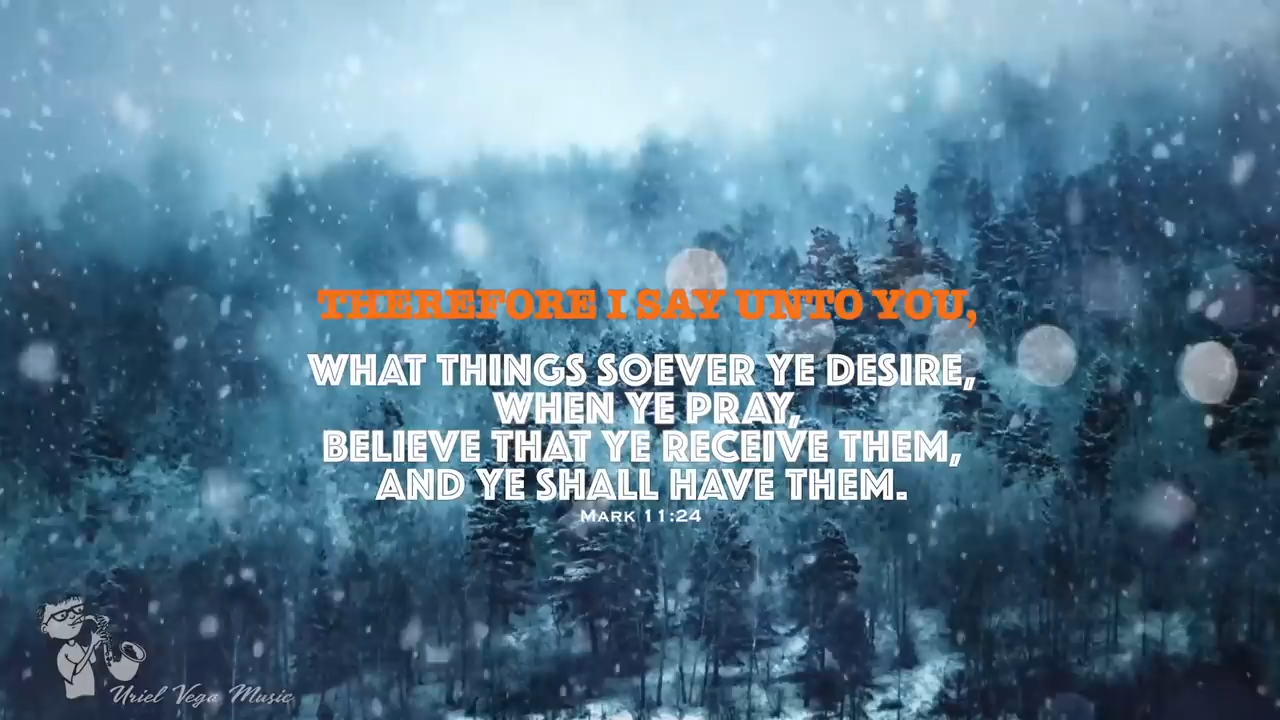 THEREFORE I SAY UNTO YOU,
WHAT THINGS SOEVER YE DESIRE,
WHEN YE PRAY,
BELIEVE THAT YE RECEIVE THEM,
AND YE SHALL HAVE THEM.
MARK 11:24
Uriel Vega Music